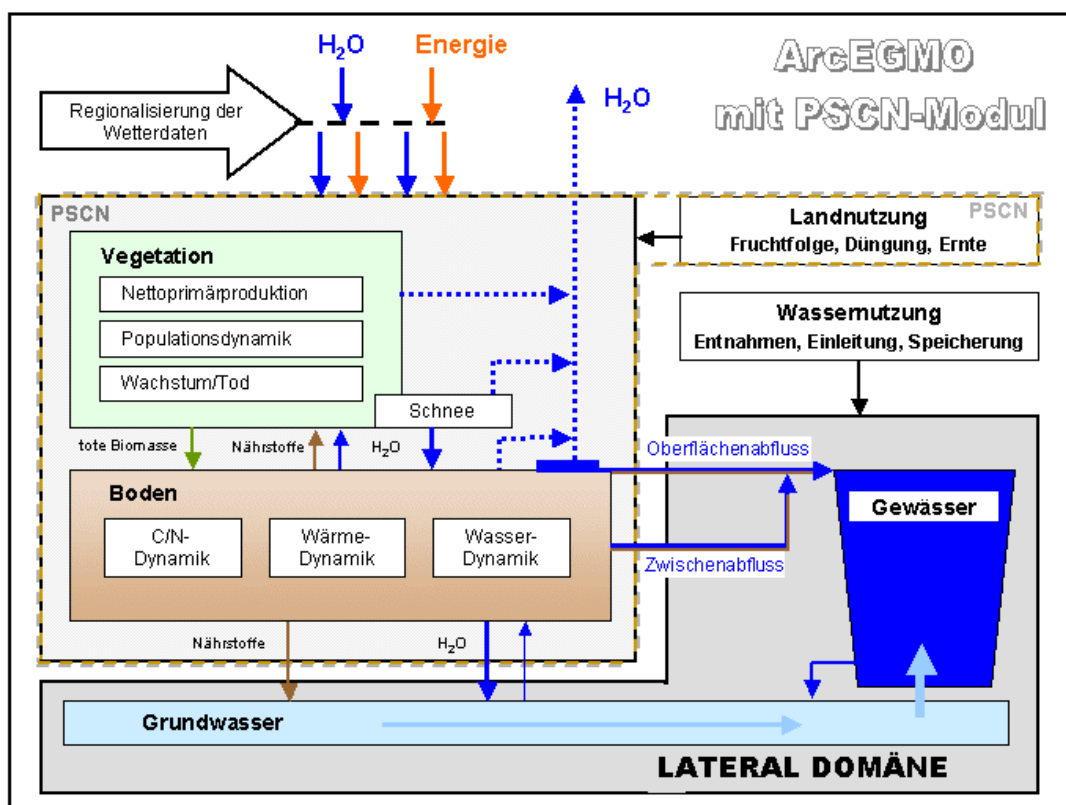 H₂O
Energie
ArcEGMO
mit PSCN-Modul
H₂O
Regionalisierung der
Wetterdaten
PSCN
PSCN
Landnutzung
Fruchtfolge, Düngung, Ernte
Vegetation
Nettoprimärproduktion
Populationsdynamik
Wachstum/Tod
Wassernutzung
Entnahmen, Einleitung, Speicherung
Schnee
tote Biomasse
Nährstoffe
H₂O
Oberflächenabfluss
Boden
Gewässer
C/N-
Dynamik
Wärme-
Dynamik
Wasser-
Dynamik
Zwischenabfluss
Nährstoffe
H₂O
Grundwasser
LATERAL DOMÄNE